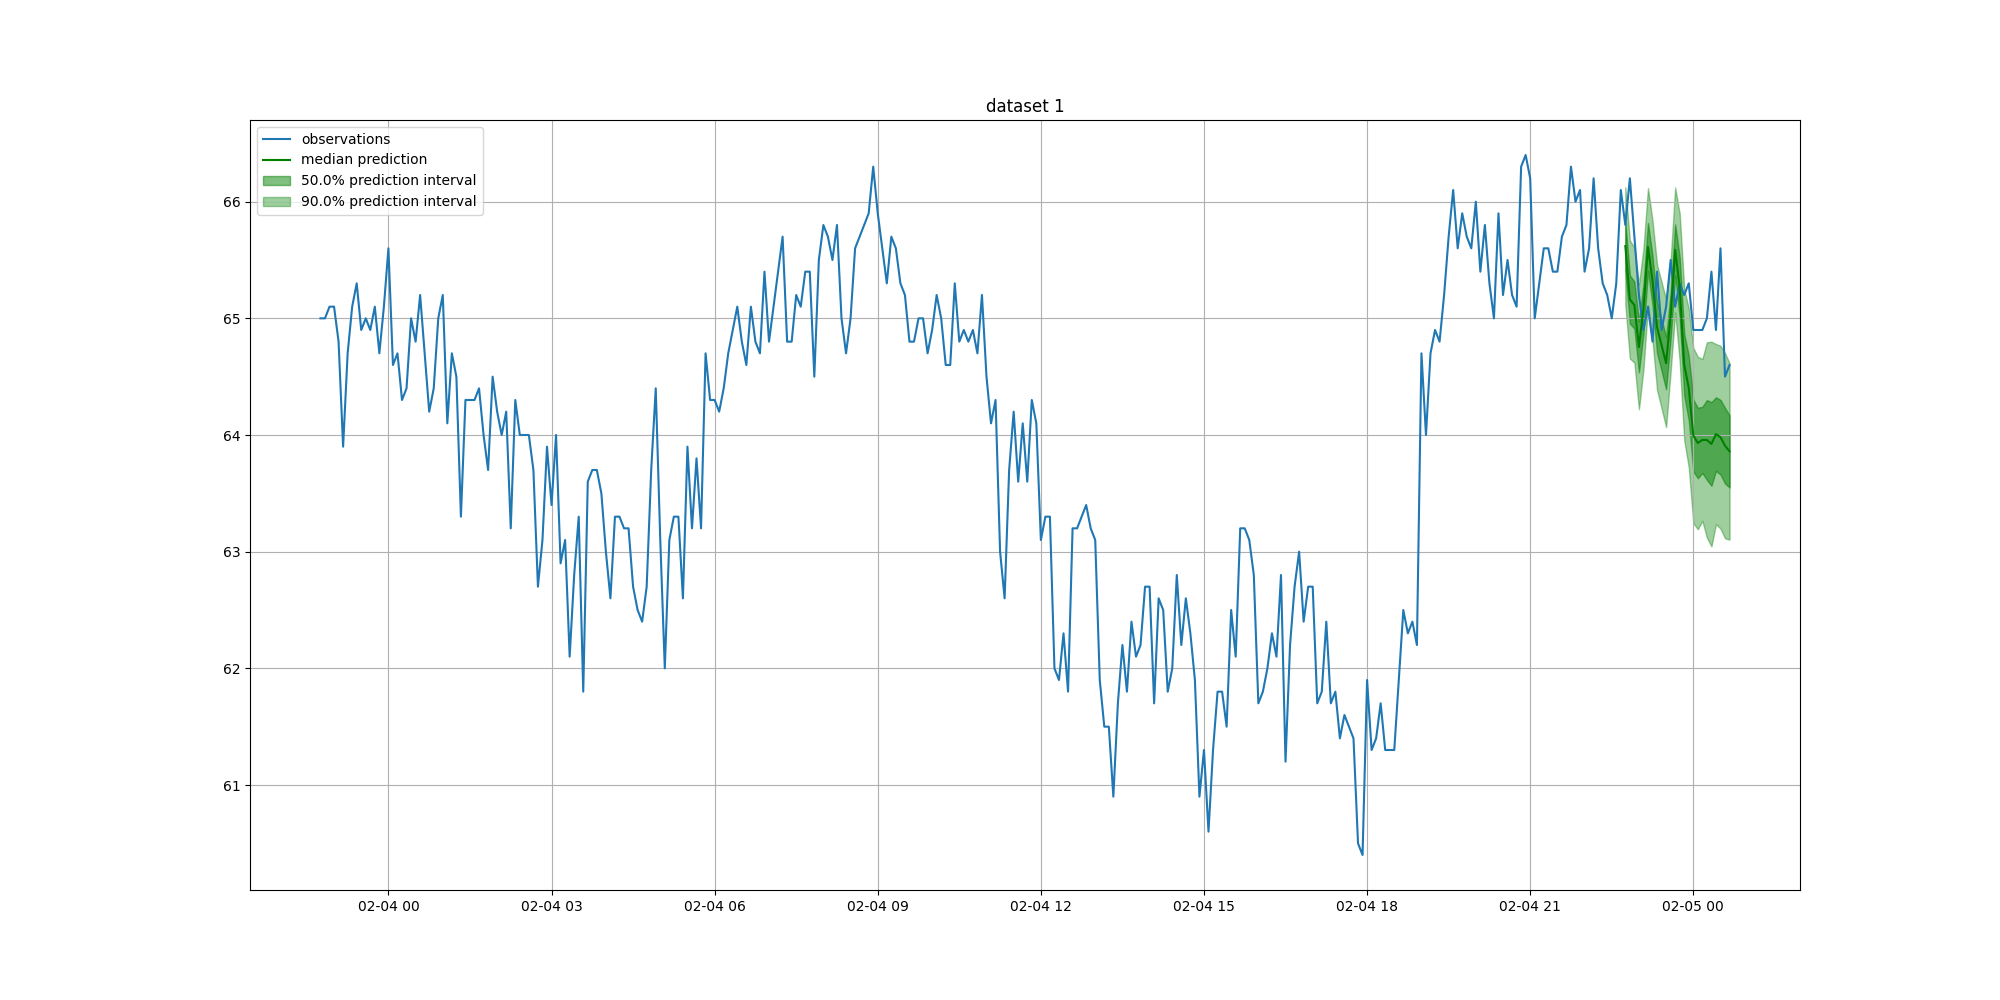 dataset 1
observations
median prediction
50.0% prediction interval
90.0% prediction interval
66
65
64
63
62
61
02-04 00 02-04 03 02-04 06 02-04 09 02-04 12 02-04 15 02-04 18 02-04 21 02-05 00